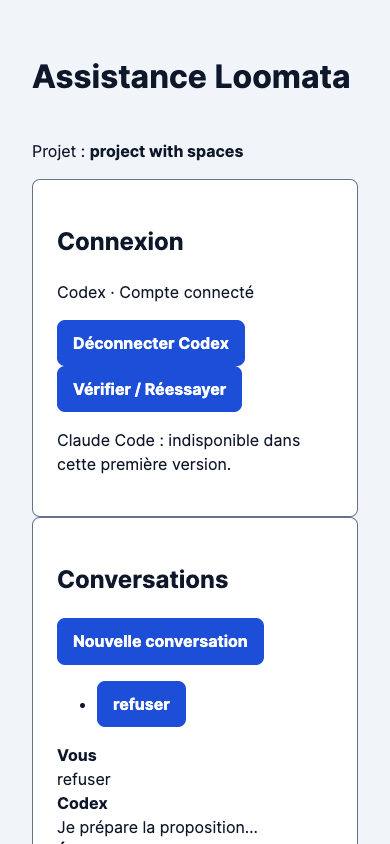 Assistance Loomata
Projet : project with spaces
Connexion
Codex · Compte connecté
Déconnecter Codex
Vérifier / Réessayer
Claude Code : indisponible dans
cette première version.
Conversations
Nouvelle conversation
refuser
Vous
refuser
Codex
Je prépare la proposition…